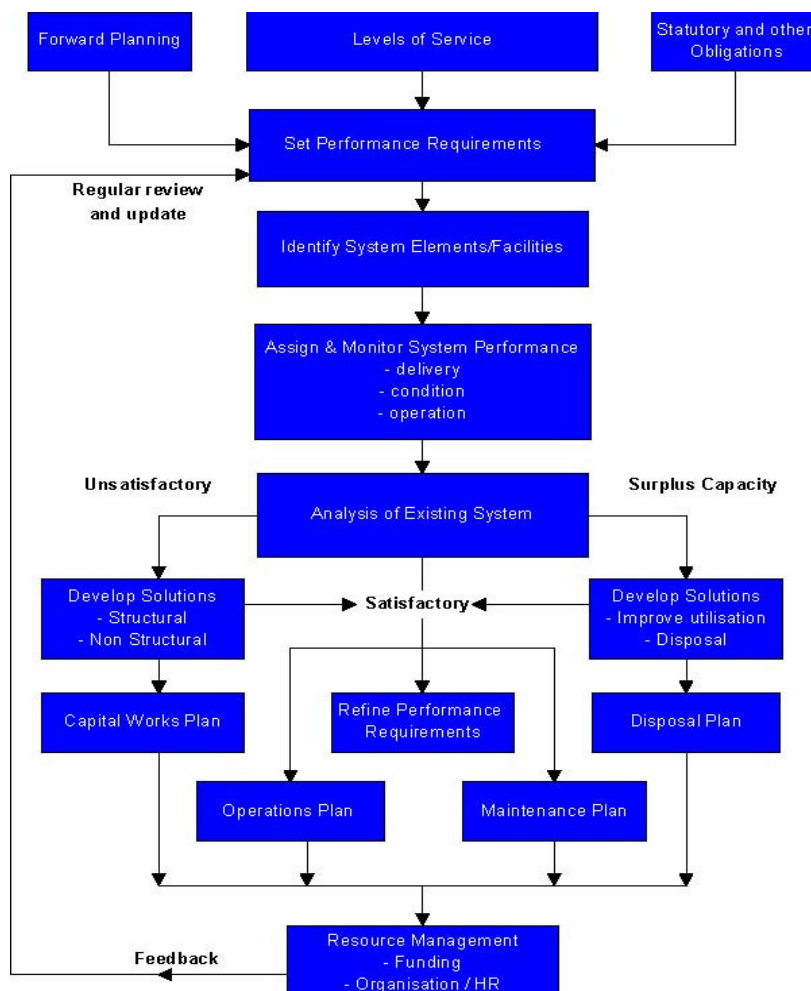 Forward Planning
Levels of Service
Statutory and other
Obligations
Set Performance Requirements
Regular review
and update
Identify System Elements/Facilities
Assign & Monitor System Performance
- delivery
- condition
- operation
Unsatisfactory
Surplus Capacity
Analysis of Existing System
Develop Solutions
- Structural
- Non Structural
Satisfactory
Develop Solutions
- Improve utilisation
- Disposal
Capital Works Plan
Refine Performance
Requirements
Disposal Plan
Operations Plan
Maintenance Plan
Resource Management
- Funding
- Organisation / HR
Feedback